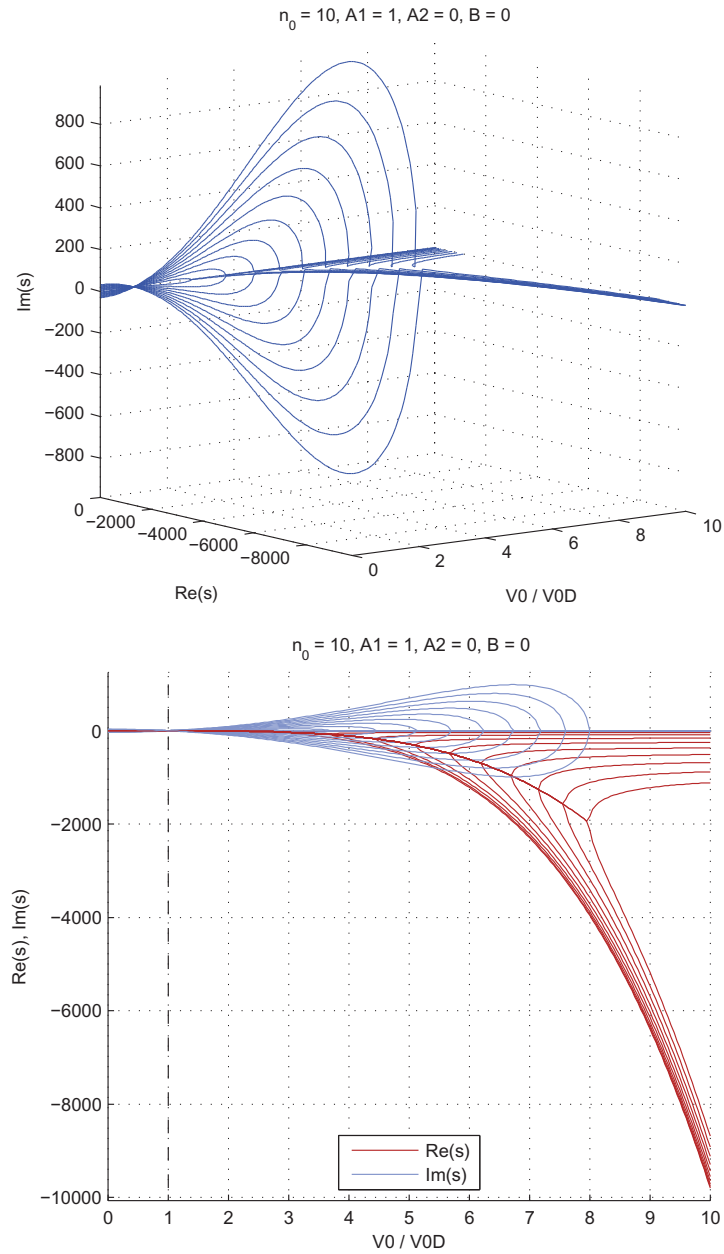 n₀ = 10, A1 = 1, A2 = 0, B = 0
800
600
400
200
0
−200
−400
−600
−800
Im(s)
0
−2000
−4000
−6000
−8000
Re(s)
0
2
4
6
8
10
V0 / V0D
n₀ = 10, A1 = 1, A2 = 0, B = 0
0
−2000
−4000
−6000
−8000
−10000
Re(s), Im(s)
Re(s)
Im(s)
0 1 2 3 4 5 6 7 8 9 10
V0 / V0D